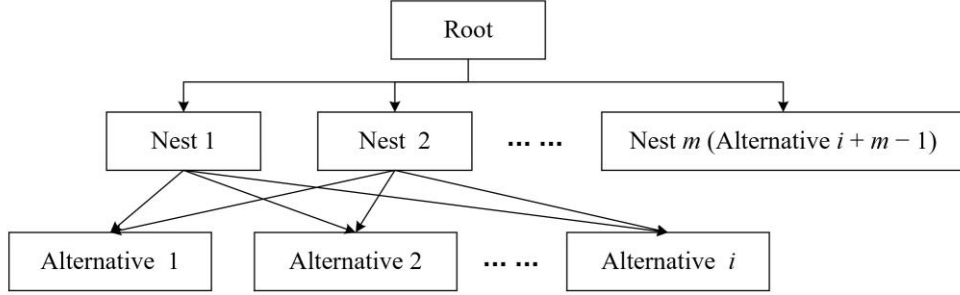 Root
Nest 1
Nest 2
... ...
Nest m (Alternative i + m − 1)
Alternative 1
Alternative 2
... ...
Alternative i